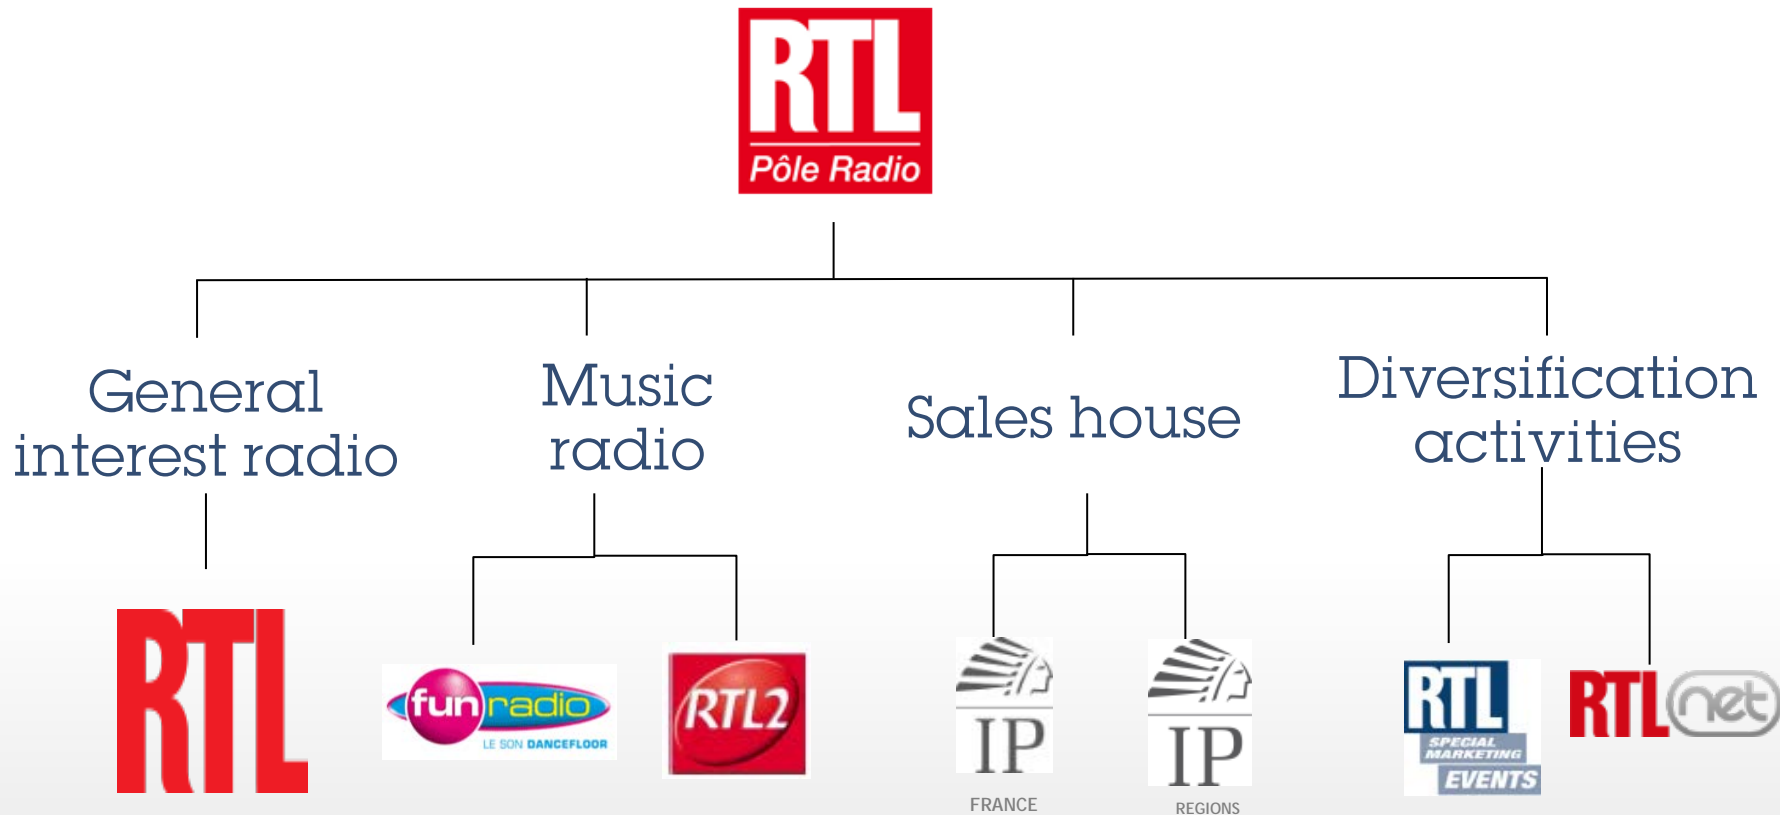 RTL
Pôle Radio
General
interest radio
Music
radio
Sales house
Diversification
activities
RTL
fun radio
LE SON DANCEFLOOR
RTL2
IP
FRANCE
IP
REGIONS
RTL
SPECIAL
MARKETING
EVENTS
RTL net